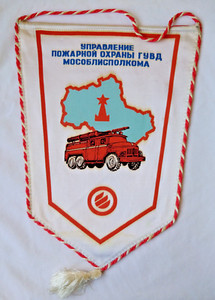 УПРАВЛЕНИЕ
ПОЖАРНОЙ ОХРАНЫ ГУВД
МОСОБЛИСПОЛКОМА